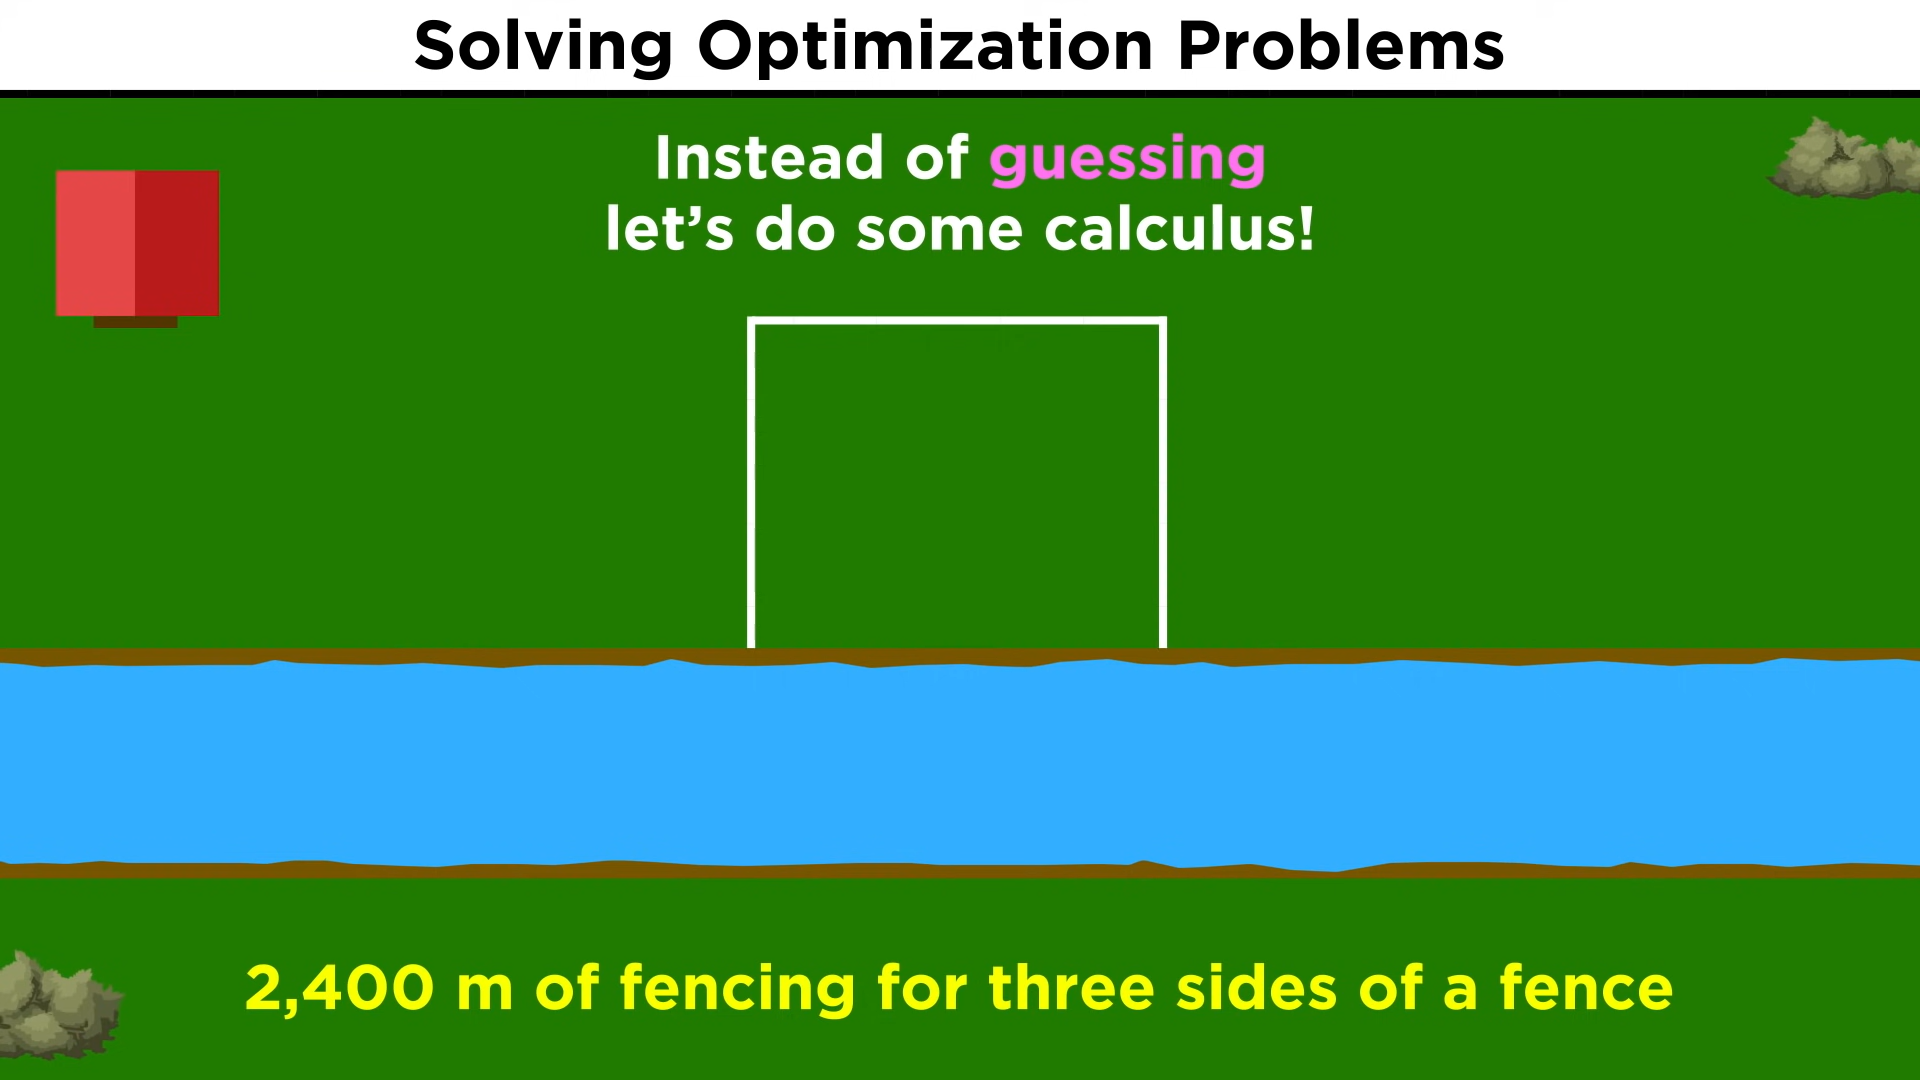 Solving Optimization Problems
Instead of guessing
let’s do some calculus!
2,400 m of fencing for three sides of a fence